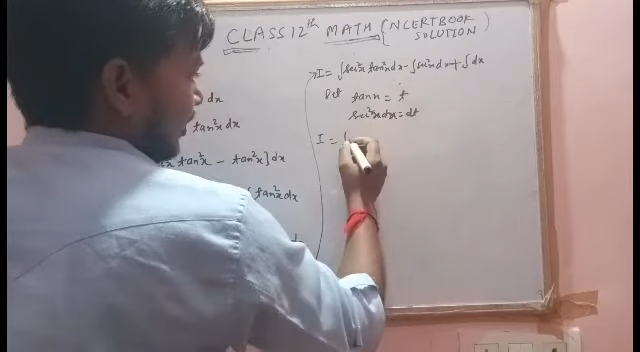 CLASS 12th MATH (NCERT BOOK SOLUTION)
dx
tan²x dx
tan²x - tan²x] dx
∫ tan²x dx
I = ∫sec²x tan²x dx - ∫sec²x dx + ∫dx
let tanx = t
sec²x dx = dt
I =